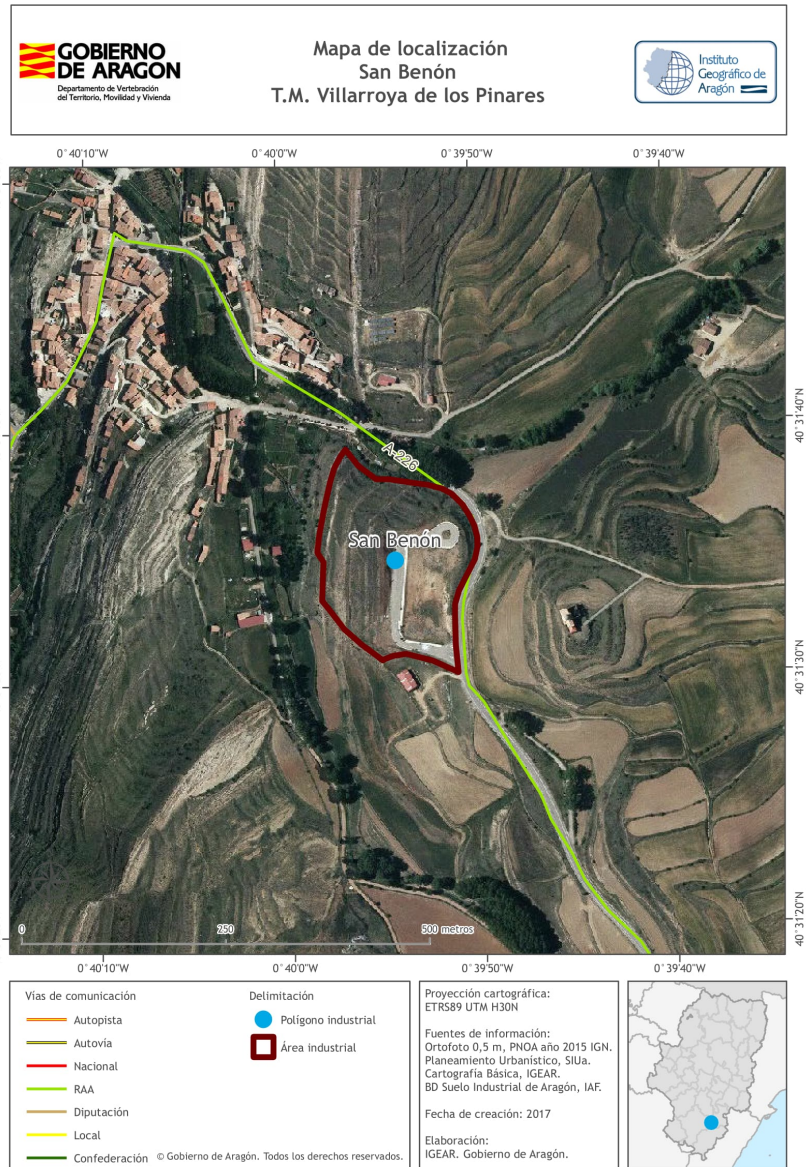 GOBIERNO
DE ARAGON
Departamento de Vertebración
del Territorio, Movilidad y Vivienda
Mapa de localización
San Benón
T.M. Villarroya de los Pinares
Instituto
Geográfico de
Aragón
0°40'10"W
0°40'0"W
0°39'50"W
0°39'40"W
40°31'40"N
A-226
San Benón
40°31'30"N
40°31'20"N
0
250
500 metros
0°40'10"W
0°40'0"W
0°39'50"W
0°39'40"W
Vías de comunicación
Autopista
Autovía
Nacional
RAA
Diputación
Local
Confederación
© Gobierno de Aragón. Todos los derechos reservados.
Delimitación
Polígono industrial
Área industrial
Proyección cartográfica:
ETRS89 UTM H30N
Fuentes de información:
Ortofoto 0,5 m, PNOA año 2015 IGN.
Planeamiento Urbanístico, SIUa.
Cartografía Básica, IGEAR.
BD Suelo Industrial de Aragón, IAF.
Fecha de creación: 2017
Elaboración:
IGEAR. Gobierno de Aragón.